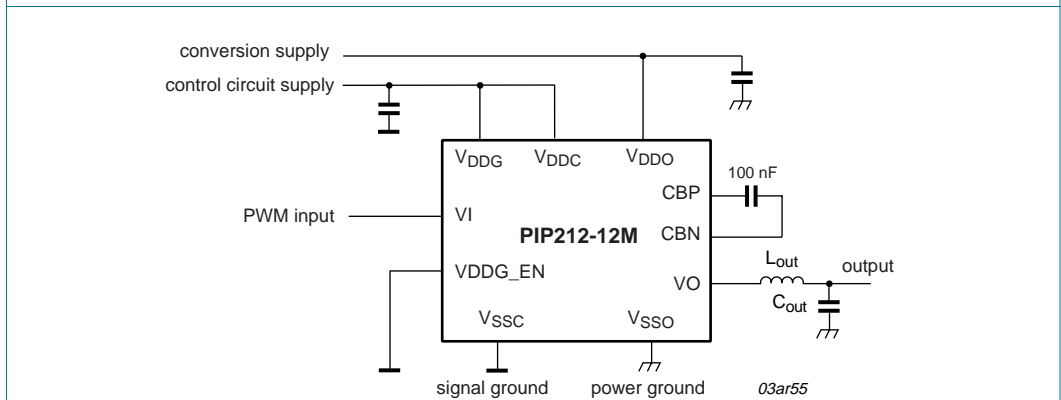 conversion supply
control circuit supply
VDDG VDDC VDDO
100 nF
CBP
PWM input
VI
PIP212-12M
CBN
VDDG_EN
Lout
output
VO
Cout
VSSC VSSO
signal ground power ground 03ar55